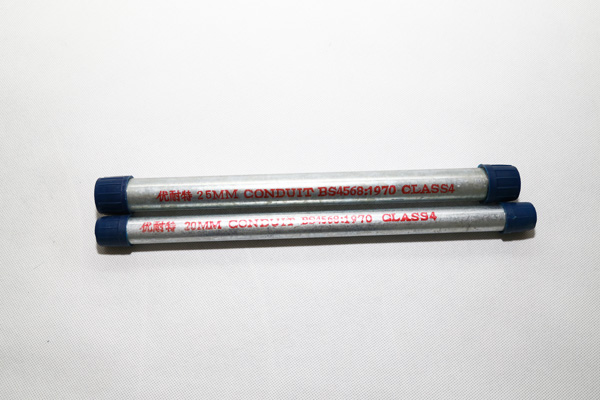 优耐特 25MM CONDUIT BS4568:1970 CLASS4
优耐特 20MM CONDUIT BS4568:1970 CLASS4